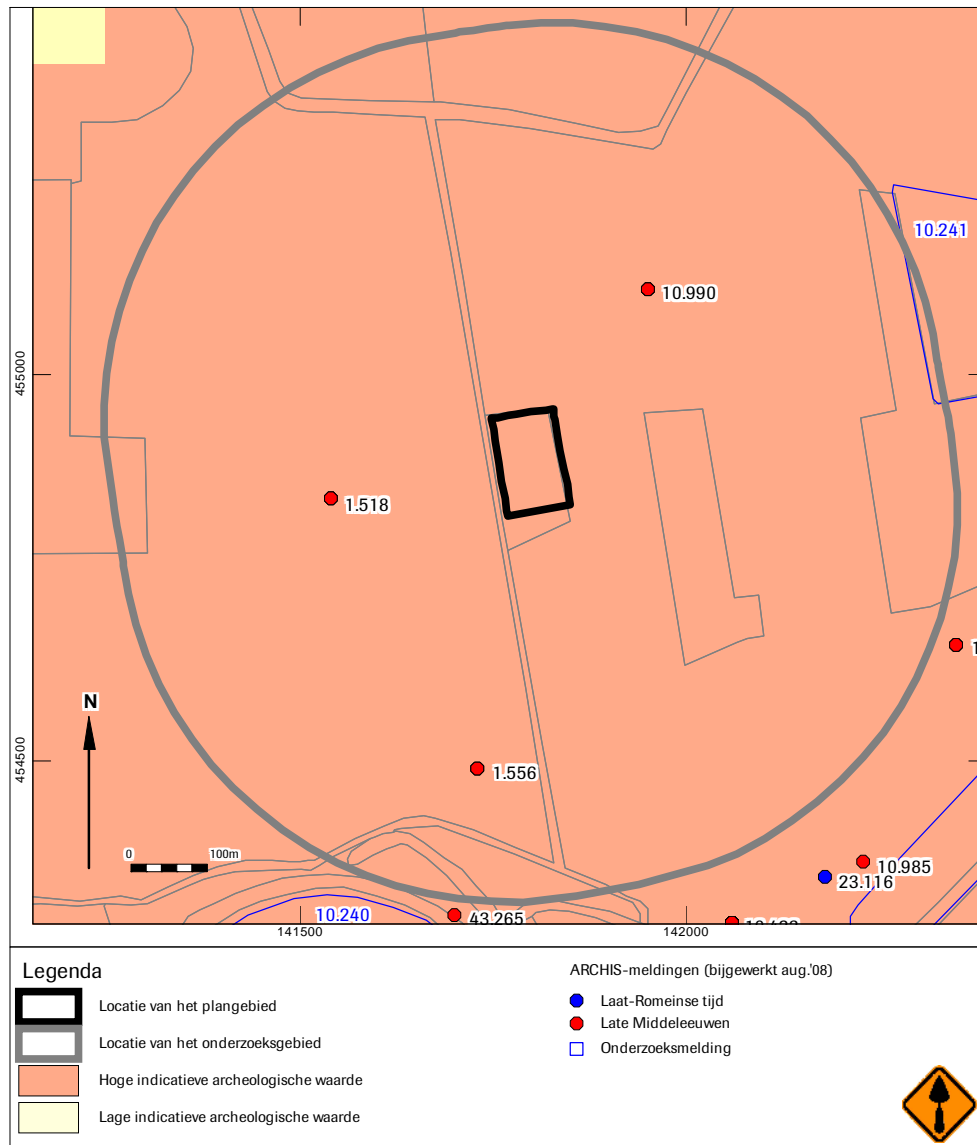 10.241
10.990
455000
1.518
1.556
454500
N
0 100m
10.985
23.116
10.240
43.265
141500
142000
Legenda
Locatie van het plangebied
Locatie van het onderzoeksgebied
Hoge indicatieve archeologische waarde
Lage indicatieve archeologische waarde
ARCHIS-meldingen (bijgewerkt aug.'08)
Laat-Romeinse tijd
Late Middeleeuwen
Onderzoeksmelding